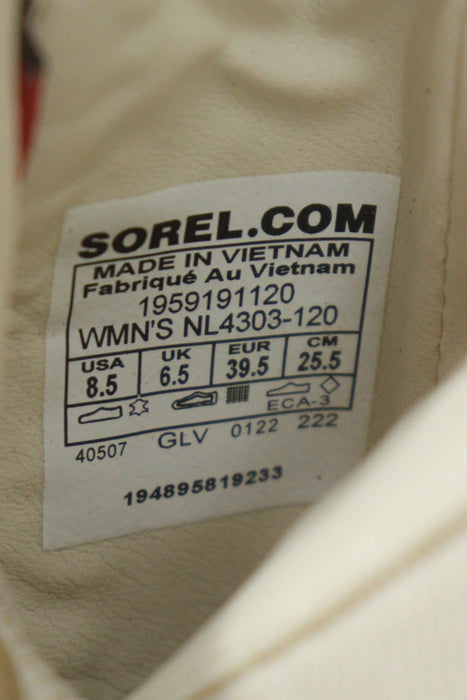 SOREL.COM
MADE IN VIETNAM
Fabriqué Au Vietnam
1959191120
WMN'S NL4303-120
USA UK EUR CM
8.5 6.5 39.5 25.5
ECA-3
40507 GLV 0122 222
194895819233